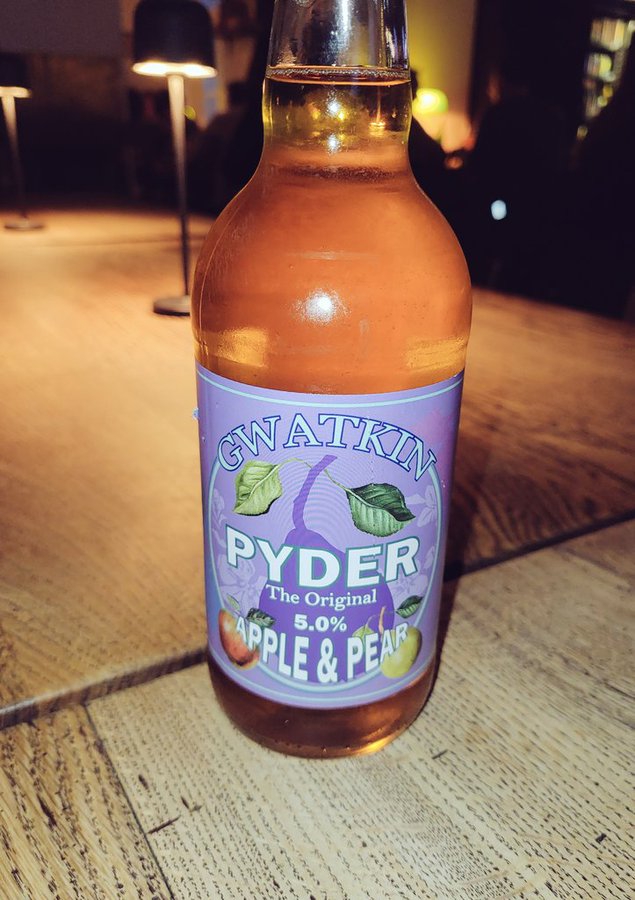 GWATKIN
PYDER
The Original
5.0%
APPLE & PEAR